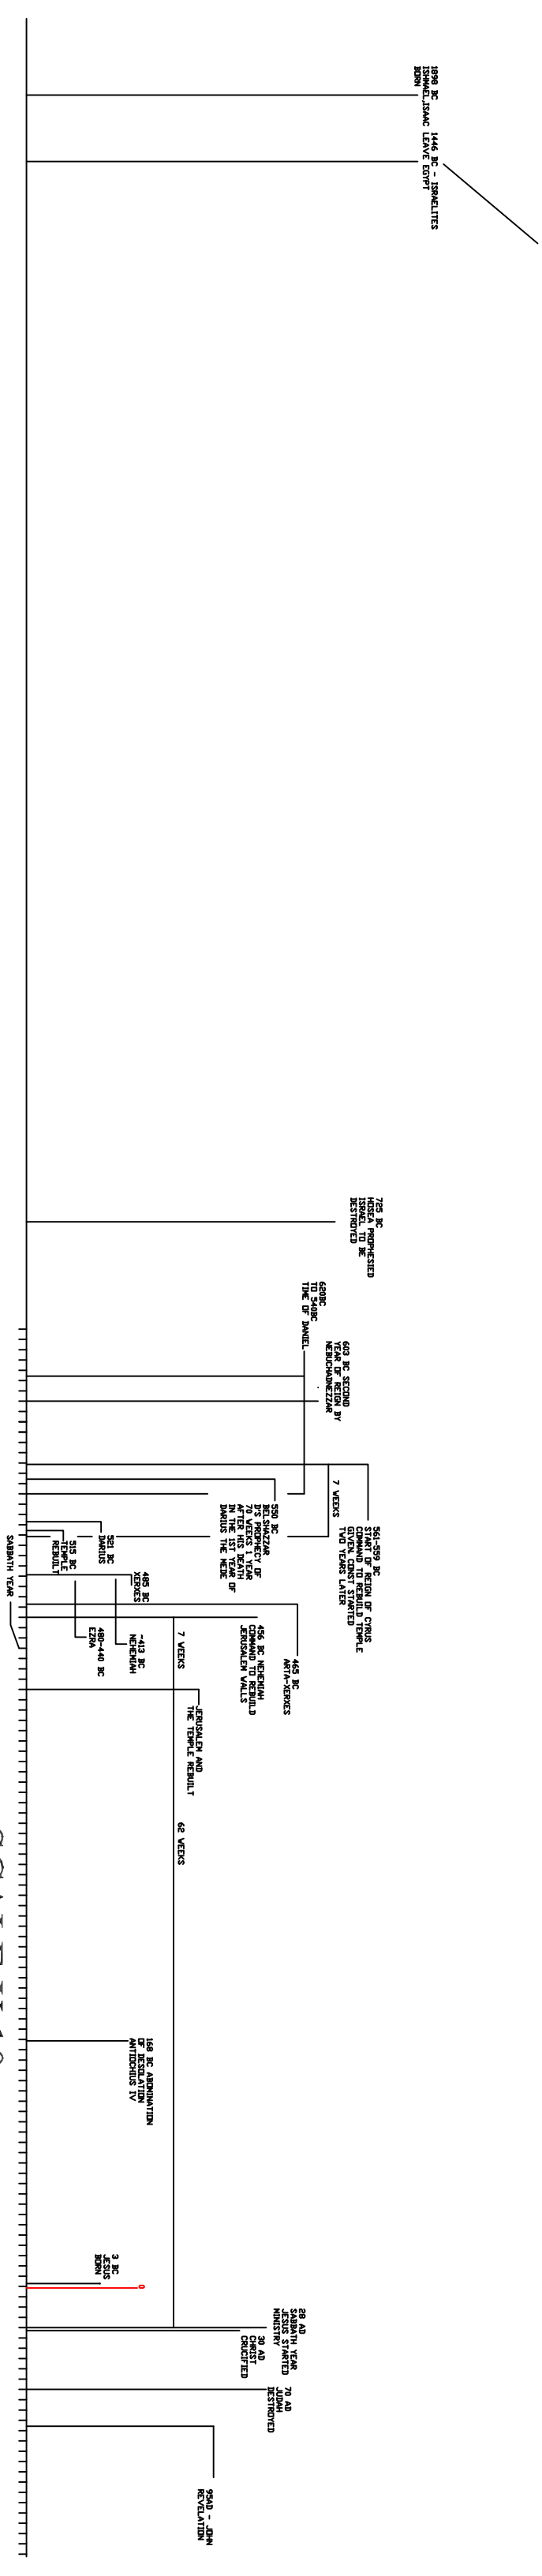 1898 BC
ISHMAEL,ISAAC
BORN
1446 BC - ISRAELITES
LEAVE EGYPT
725 BC
HOSEA PROPHESIED
ISRAEL TO BE
DESTROYED
620BC
TO 540BC
TIME OF DANIEL
603 BC SECOND
YEAR OF REIGN BY
NEBUCHADNEZZAR
561-559 BC
START OF REIGN OF CYRUS
COMMAND TO REBUILD TEMPLE
GIVEN. CONST STARTED
TWO YEARS LATER
7 WEEKS
550 BC
BELSHAZZAR
D'S PROPHECY OF
70 WEEKS 1 YEAR
AFTER HIS DEATH
IN THE 1ST YEAR OF
DARIUS THE MEDE
521 BC
DARIUS
515 BC
TEMPLE
REBUILT
485 BC
XERXES
SABBATH YEAR
480-440 BC
EZRA
~413 BC
NEHEMIAH
465 BC
ARTA-XERXES
456 BC NEHEMIAH
COMMAND TO REBUILD
JERUSALEM WALLS
7 WEEKS
JERUSALEM AND
THE TEMPLE REBUILT
62 WEEKS
168 BC ABOMINATION
OF DESOLATION
ANTIOCHIUS IV
3 BC
JESUS
BORN
0
28 AD
SABBATH YEAR
JESUS STARTED
MINISTRY
30 AD
CHRIST
CRUCIFIED
70 AD
JUDAH
DESTROYED
95AD - JOHN
REVELATION